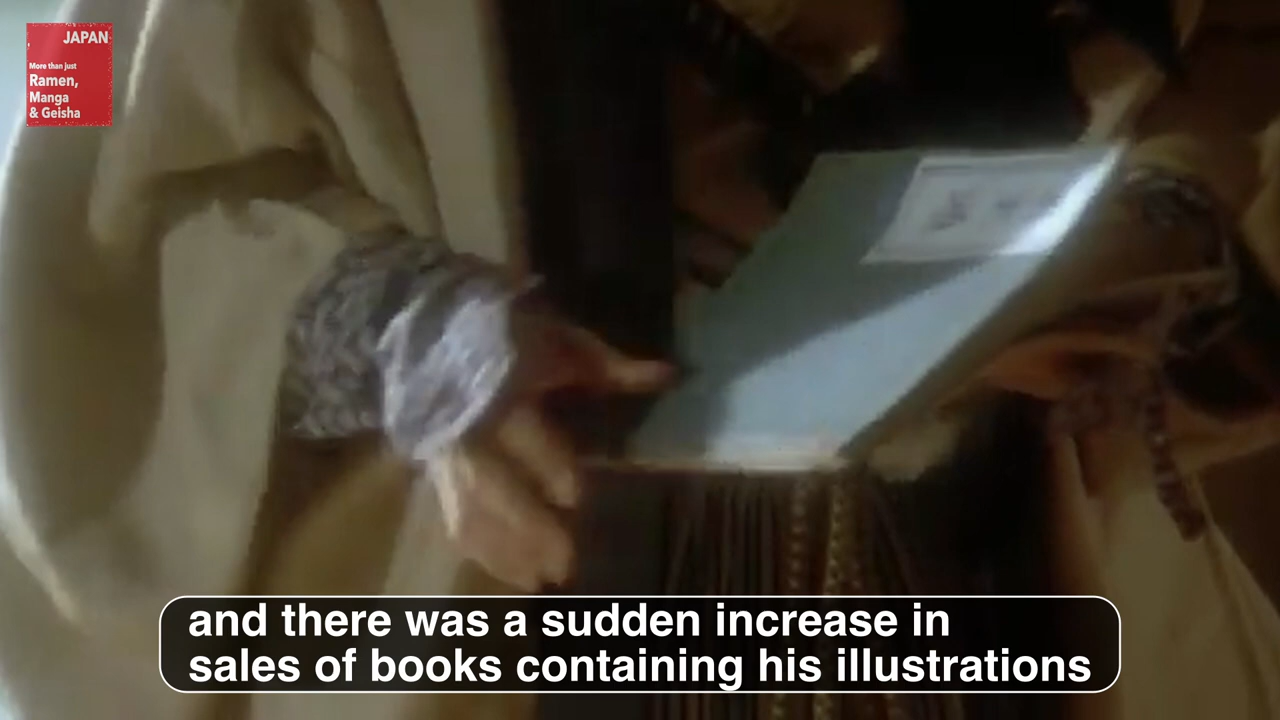 JAPAN
More than just
Ramen,
Manga
& Geisha
and there was a sudden increase in
sales of books containing his illustrations